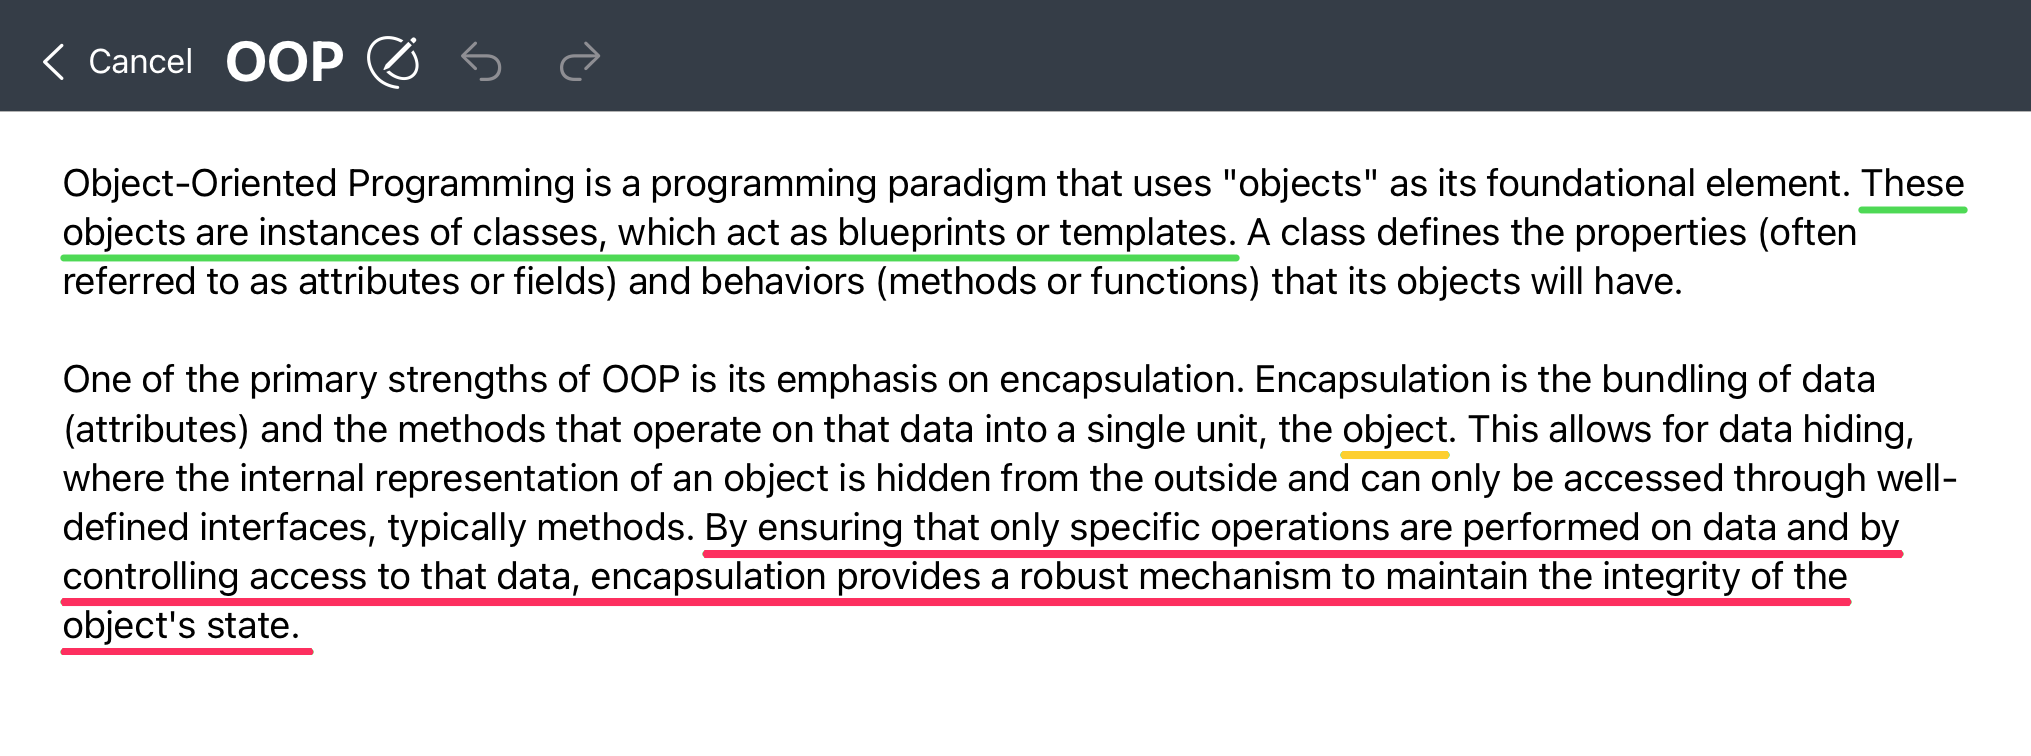 Cancel OOP
Object-Oriented Programming is a programming paradigm that uses "objects" as its foundational element. These
objects are instances of classes, which act as blueprints or templates. A class defines the properties (often
referred to as attributes or fields) and behaviors (methods or functions) that its objects will have.
One of the primary strengths of OOP is its emphasis on encapsulation. Encapsulation is the bundling of data
(attributes) and the methods that operate on that data into a single unit, the object. This allows for data hiding,
where the internal representation of an object is hidden from the outside and can only be accessed through well-
defined interfaces, typically methods. By ensuring that only specific operations are performed on data and by
controlling access to that data, encapsulation provides a robust mechanism to maintain the integrity of the
object's state.